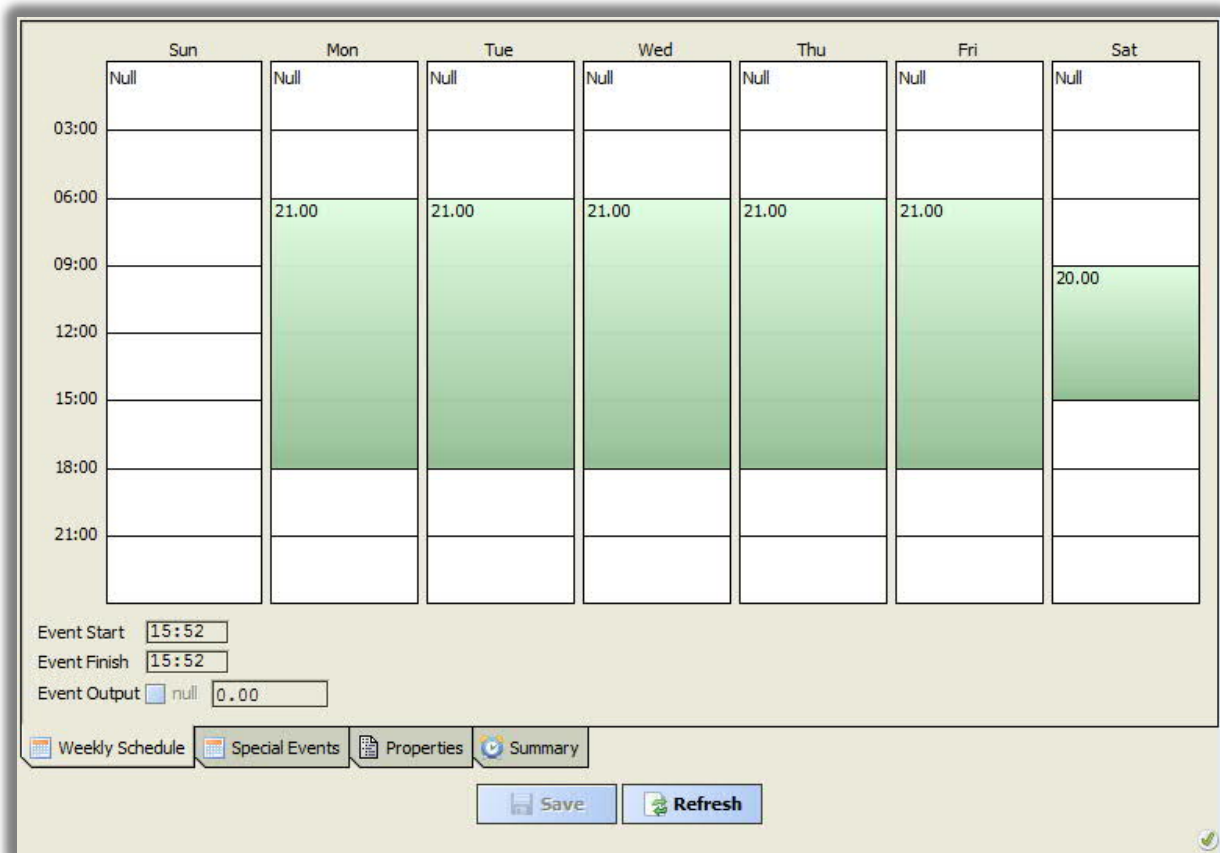 Sun Mon Tue Wed Thu Fri Sat
Null Null Null Null Null Null Null
03:00
06:00
21.00 21.00 21.00 21.00 21.00
09:00
20.00
12:00
15:00
18:00
21:00
Event Start 15:52
Event Finish 15:52
Event Output null 0.00
Weekly Schedule Special Events Properties Summary
Save Refresh